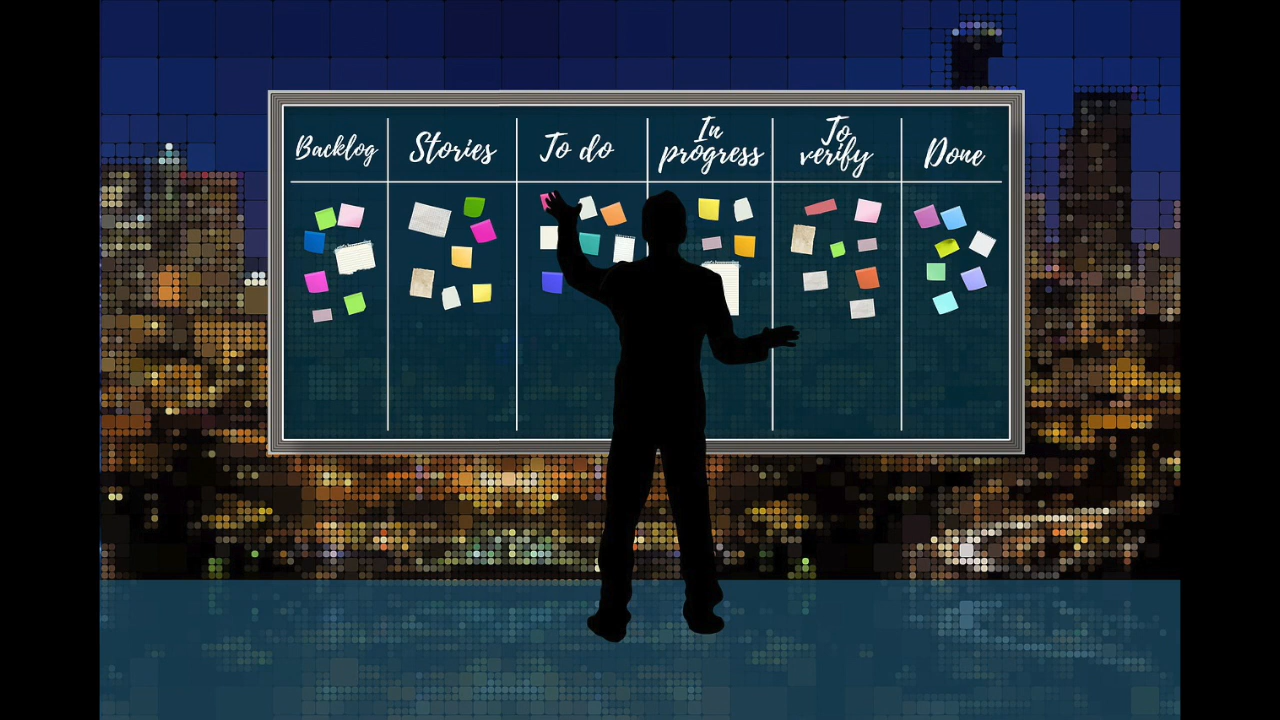 Backlog
Stories
To do
In
progress
To
verify
Done